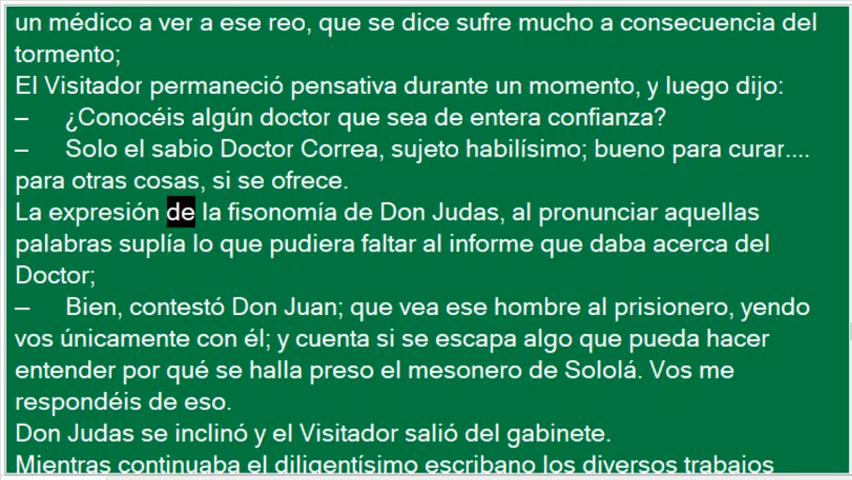 un médico a ver a ese reo, que se dice sufre mucho a consecuencia del
tormento;
El Visitador permaneció pensativa durante un momento, y luego dijo:
– ¿Conocéis algún doctor que sea de entera confianza?
– Solo el sabio Doctor Correa, sujeto habilísimo; bueno para curar....
para otras cosas, si se ofrece.
La expresión de la fisonomía de Don Judas, al pronunciar aquellas
palabras suplía lo que pudiera faltar al informe que daba acerca del
Doctor;
– Bien, contestó Don Juan; que vea ese hombre al prisionero, yendo
vos únicamente con él; y cuenta si se escapa algo que pueda hacer
entender por qué se halla preso el mesonero de Sololá. Vos me
respondéis de eso.
Don Judas se inclinó y el Visitador salió del gabinete.
Mientras continuaba el diligentísimo escribano los diversos trabajos